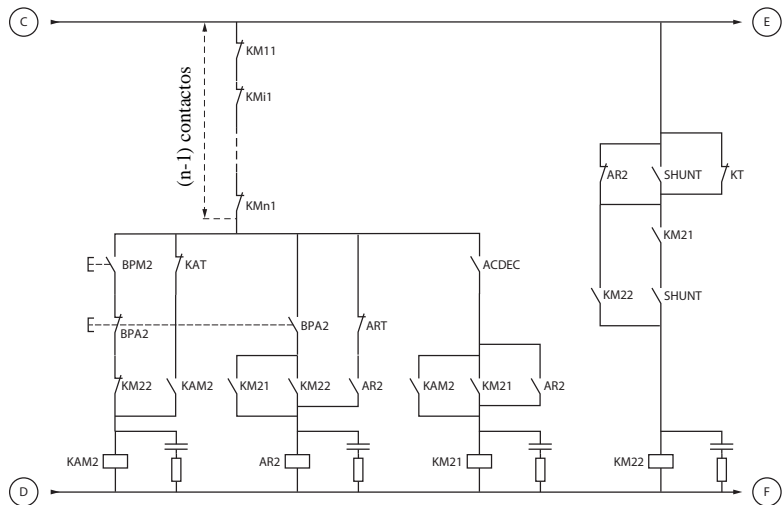 C
E
KM11
KMi1
(n-1) contactos
KMn1
AR2
SHUNT
KT
BPM2
KAT
ACDEC
KM21
KM22
SHUNT
BPA2
BPA2
ART
KM22
KAM2
KM21
KM22
AR2
KAM2
KM21
AR2
KAM2
AR2
KM21
KM22
D
F